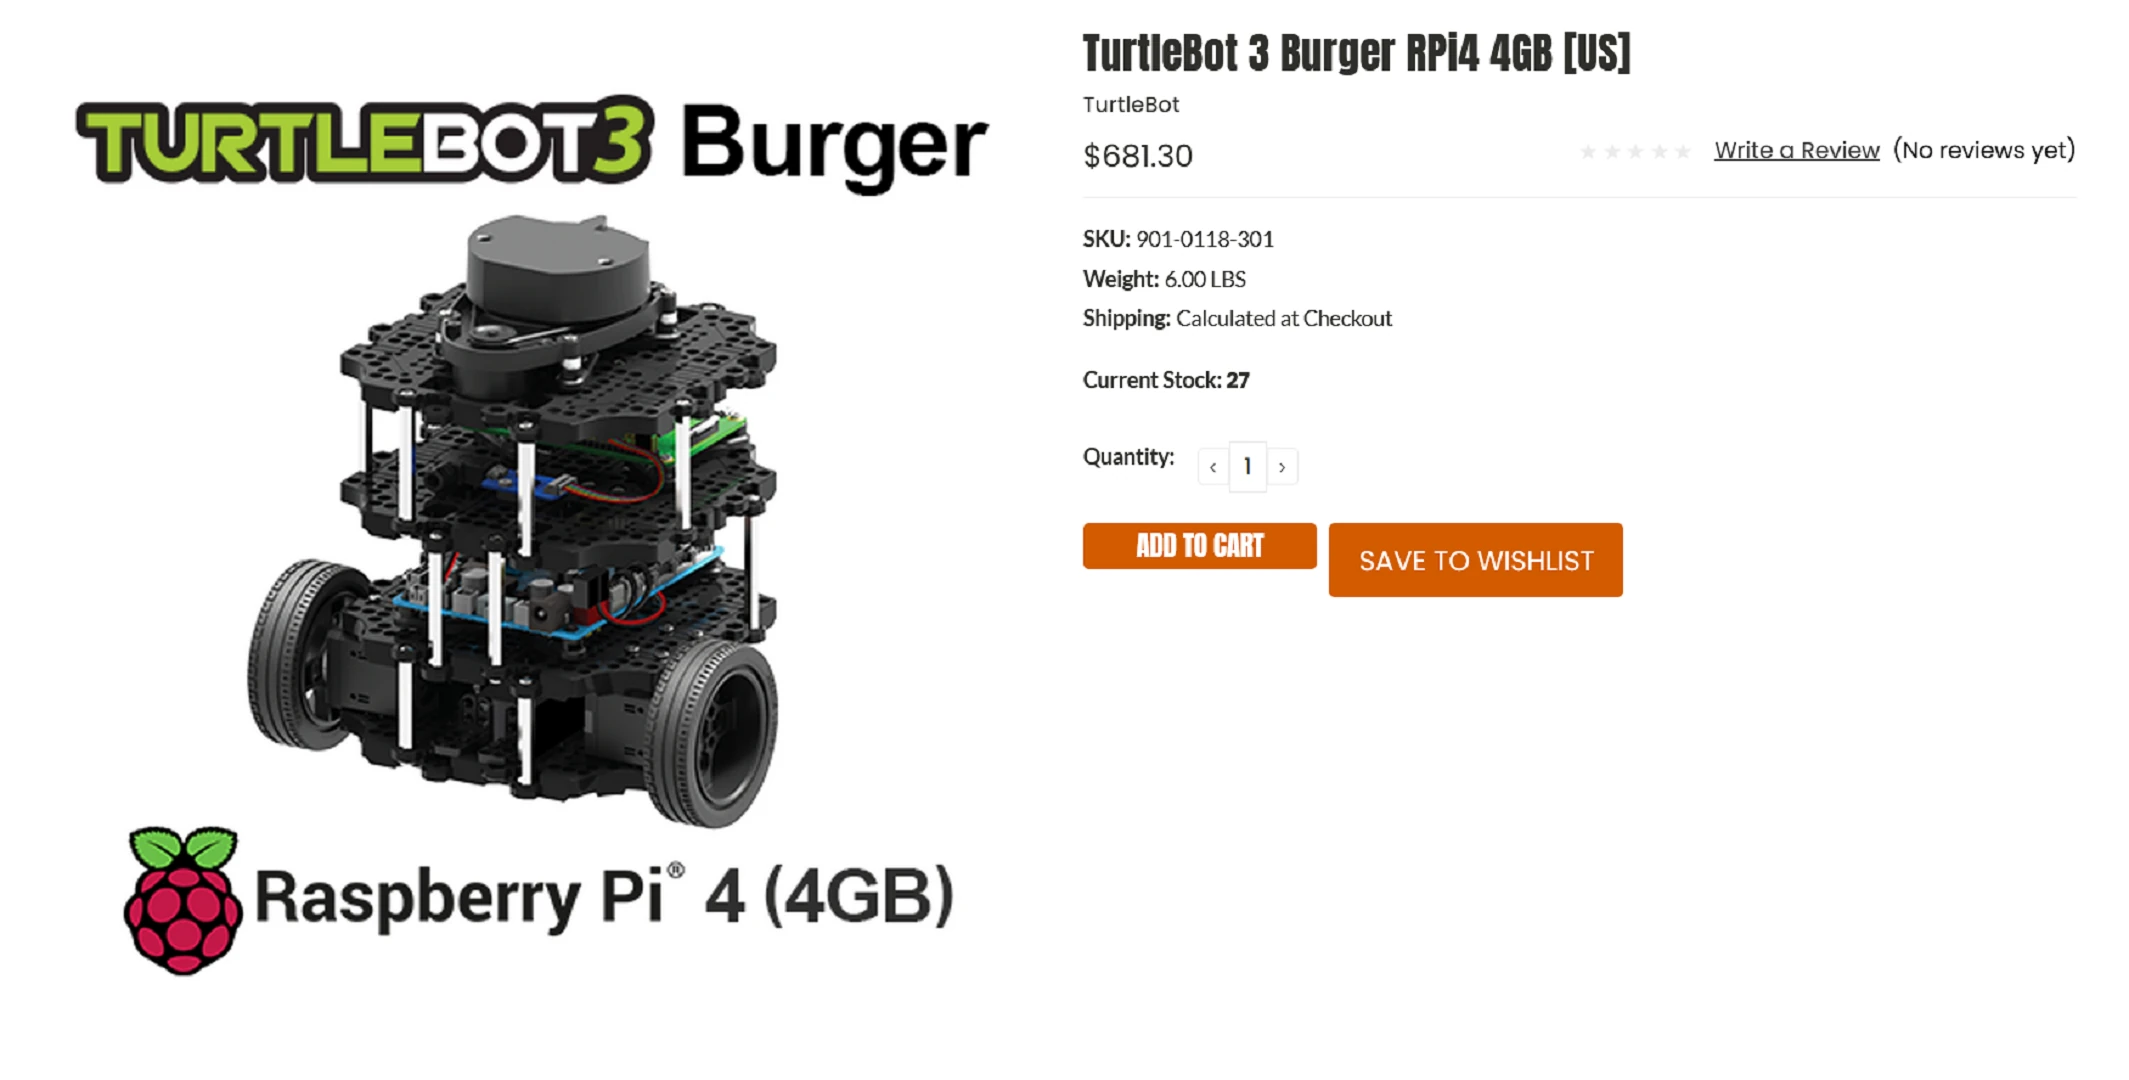 TURTLEBOT3 Burger
Raspberry Pi® 4 (4GB)
TurtleBot 3 Burger RPi4 4GB [US]
TurtleBot
$681.30
Write a Review (No reviews yet)
SKU: 901-0118-301
Weight: 6.00 LBS
Shipping: Calculated at Checkout
Current Stock: 27
Quantity: < 1 >
ADD TO CART
SAVE TO WISHLIST